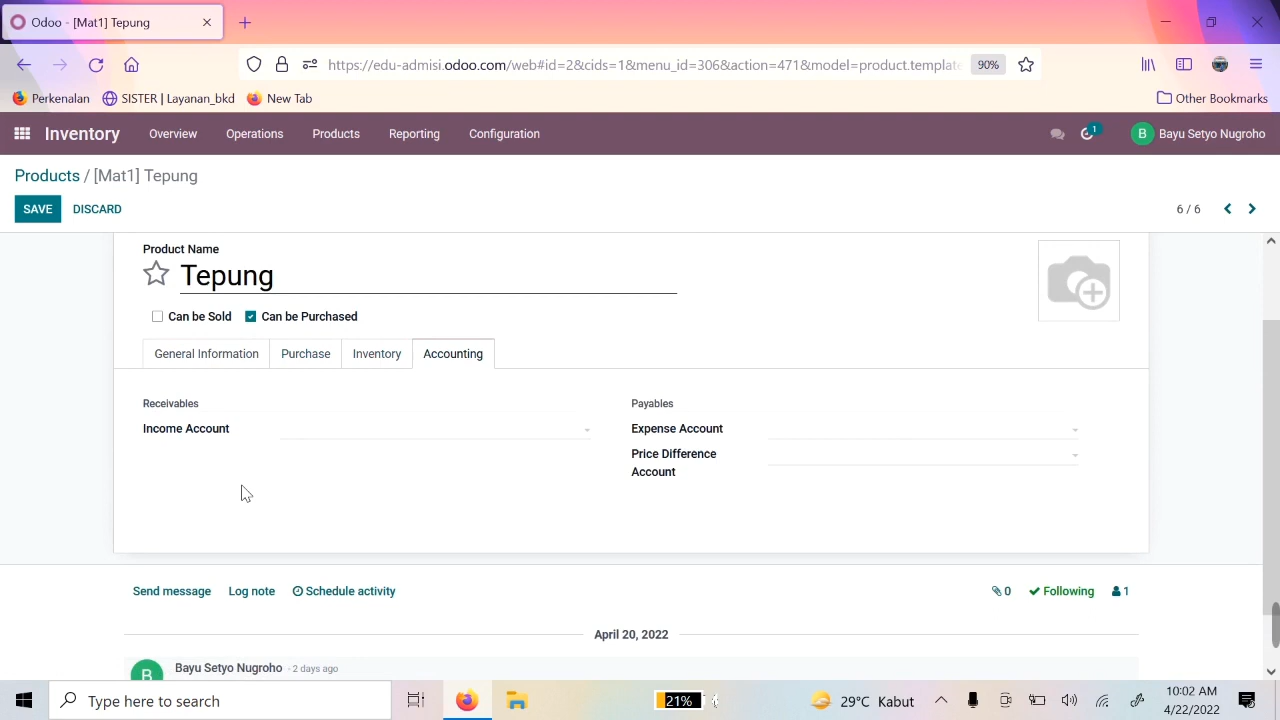 Odoo - [Mat1] Tepung
https://edu-admisi.odoo.com/web#id=2&cids=1&menu_id=306&action=471&model=product.template
90%
Perkenalan
SISTER | Layanan_bkd
New Tab
Other Bookmarks
Inventory
Overview
Operations
Products
Reporting
Configuration
1
B
Bayu Setyo Nugroho
Products / [Mat1] Tepung
SAVE
DISCARD
6 / 6
Product Name
Tepung
Can be Sold
Can be Purchased
General Information
Purchase
Inventory
Accounting
Receivables
Payables
Income Account
Expense Account
Price Difference
Account
Send message
Log note
Schedule activity
0
Following
1
April 20, 2022
B
Bayu Setyo Nugroho - 2 days ago
Type here to search
21%
29°C Kabut
10:02 AM
4/22/2022